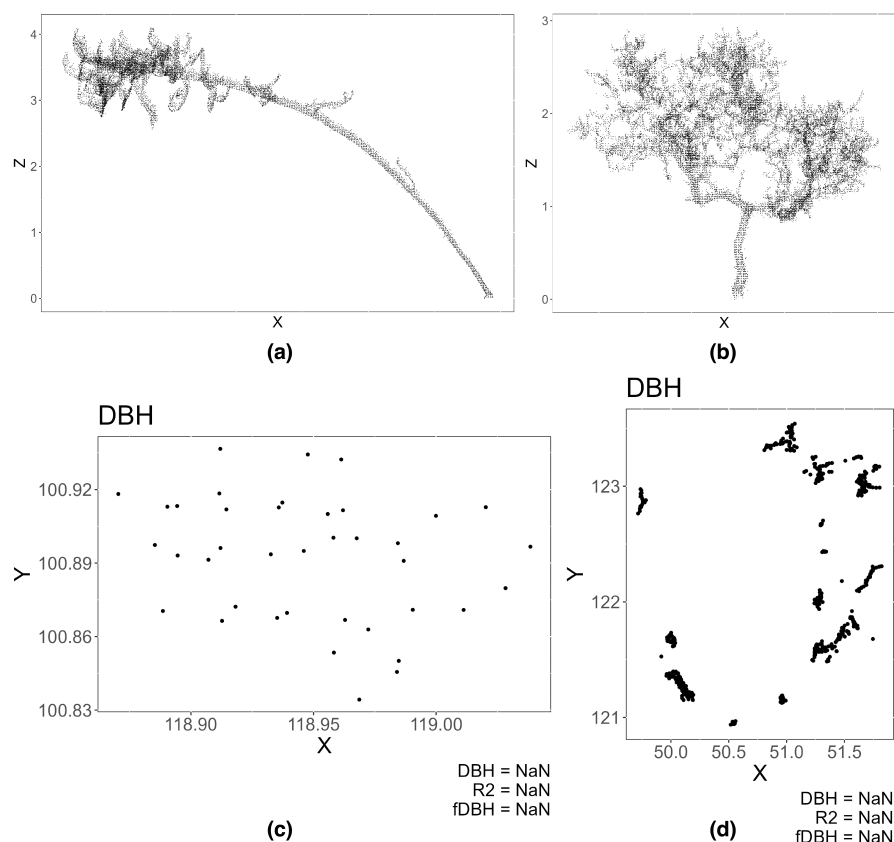 4
3
2
1
0
Z
X
(a)
3
2
1
0
Z
X
(b)
DBH
100.92
100.89
100.86
100.83
Y
118.90 118.95 119.00
X
DBH = NaN
R2 = NaN
fDBH = NaN
(c)
DBH
123
122
121
Y
50.0 50.5 51.0 51.5
X
DBH = NaN
R2 = NaN
fDBH = NaN
(d)